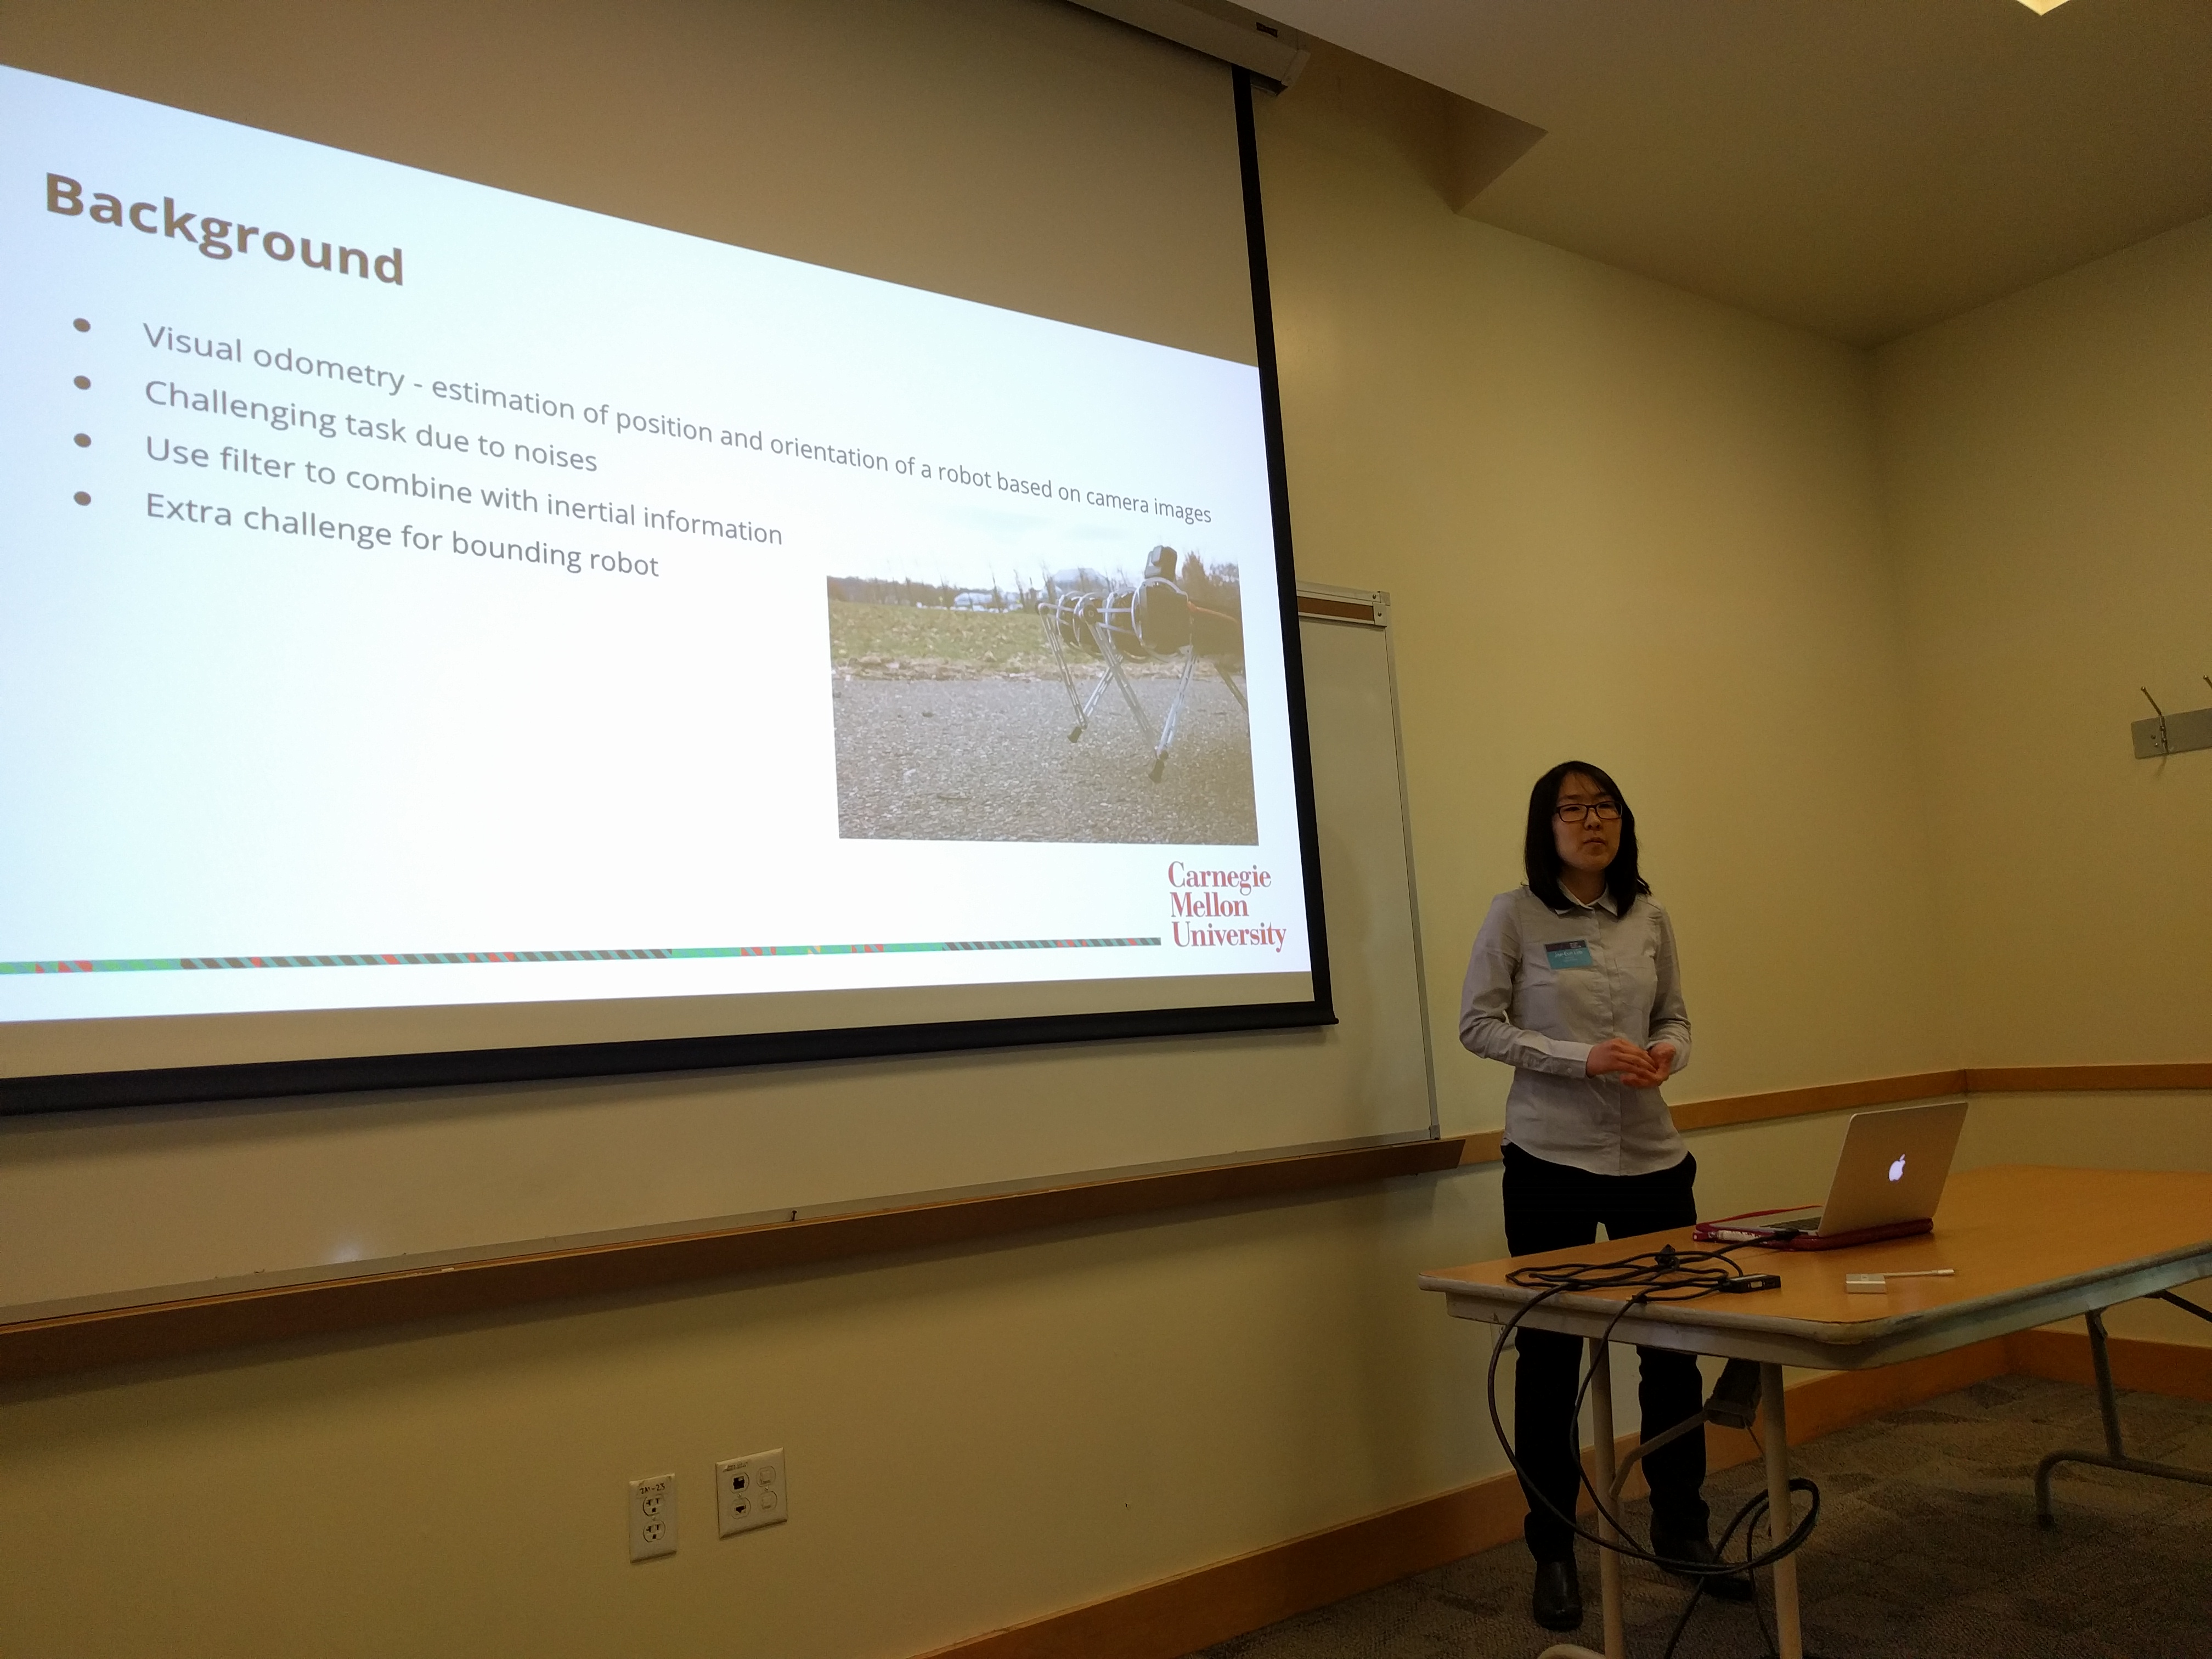 Background
Visual odometry - estimation of position and orientation of a robot based on camera images
Challenging task due to noises
Use filter to combine with inertial information
Extra challenge for bounding robot
Carnegie
Mellon
University